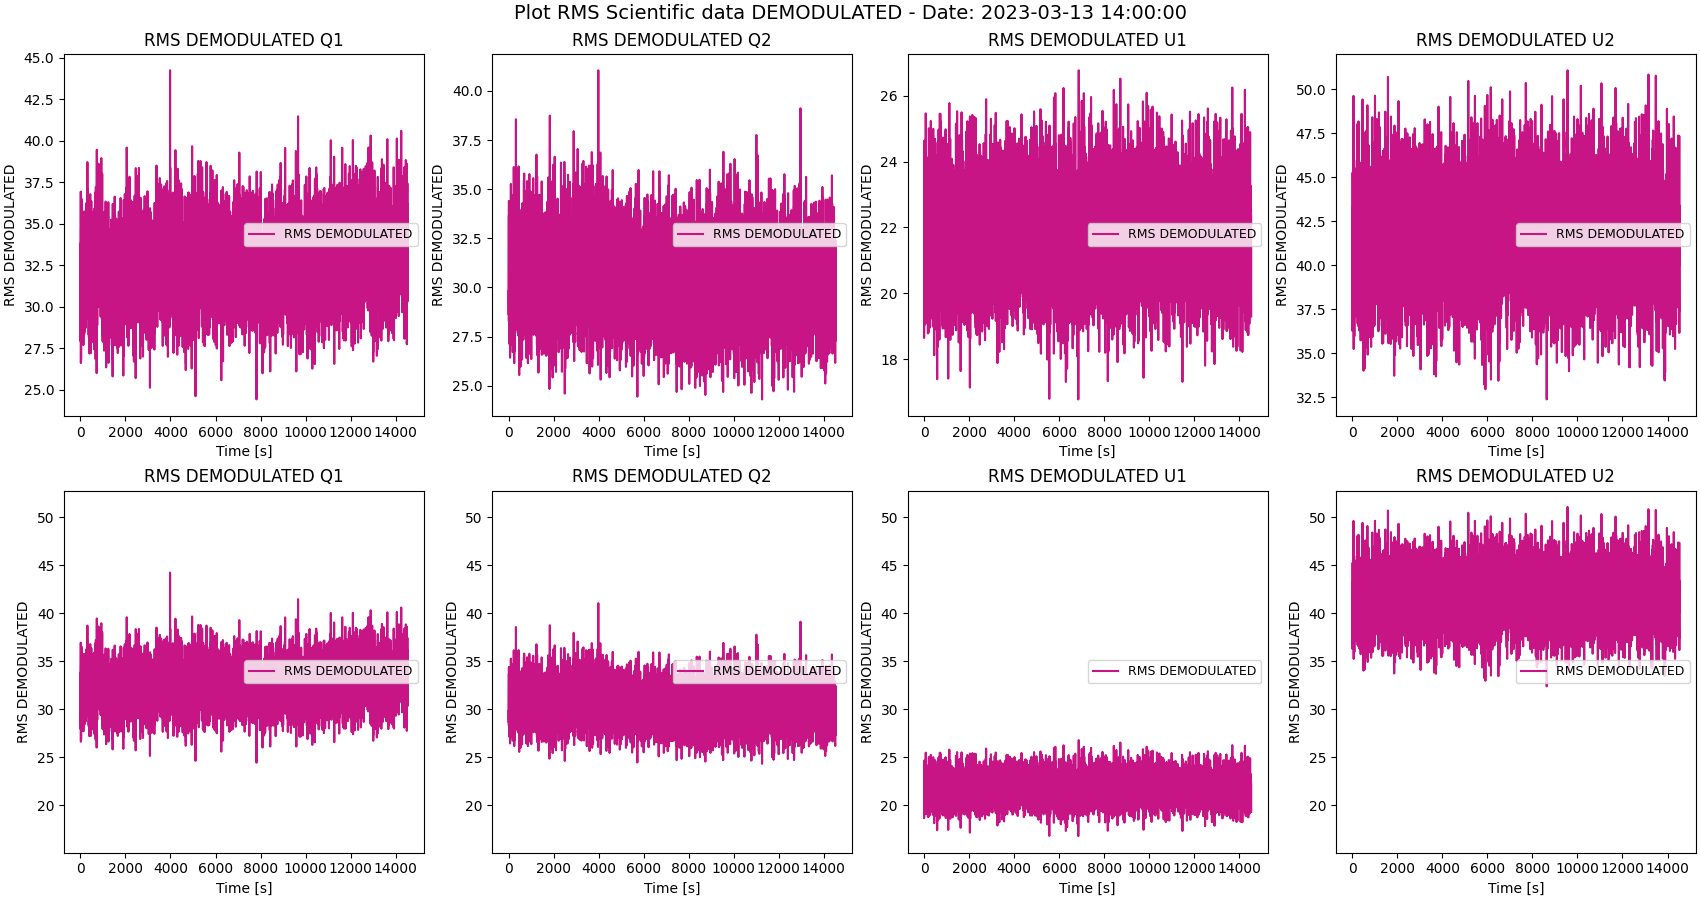 Plot RMS Scientific data DEMODULATED - Date: 2023-03-13 14:00:00
RMS DEMODULATED Q1
RMS DEMODULATED
45.0
42.5
40.0
37.5
35.0
32.5
30.0
27.5
25.0
RMS DEMODULATED
0 2000 4000 6000 8000 10000 12000 14000
Time [s]
RMS DEMODULATED Q2
RMS DEMODULATED
40.0
37.5
35.0
32.5
30.0
27.5
25.0
RMS DEMODULATED
0 2000 4000 6000 8000 10000 12000 14000
Time [s]
RMS DEMODULATED U1
RMS DEMODULATED
26
24
22
20
18
RMS DEMODULATED
0 2000 4000 6000 8000 10000 12000 14000
Time [s]
RMS DEMODULATED U2
RMS DEMODULATED
50.0
47.5
45.0
42.5
40.0
37.5
35.0
32.5
RMS DEMODULATED
0 2000 4000 6000 8000 10000 12000 14000
Time [s]
RMS DEMODULATED Q1
RMS DEMODULATED
50
45
40
35
30
25
20
RMS DEMODULATED
0 2000 4000 6000 8000 10000 12000 14000
Time [s]
RMS DEMODULATED Q2
RMS DEMODULATED
50
45
40
35
30
25
20
RMS DEMODULATED
0 2000 4000 6000 8000 10000 12000 14000
Time [s]
RMS DEMODULATED U1
RMS DEMODULATED
50
45
40
35
30
25
20
RMS DEMODULATED
0 2000 4000 6000 8000 10000 12000 14000
Time [s]
RMS DEMODULATED U2
RMS DEMODULATED
50
45
40
35
30
25
20
RMS DEMODULATED
0 2000 4000 6000 8000 10000 12000 14000
Time [s]